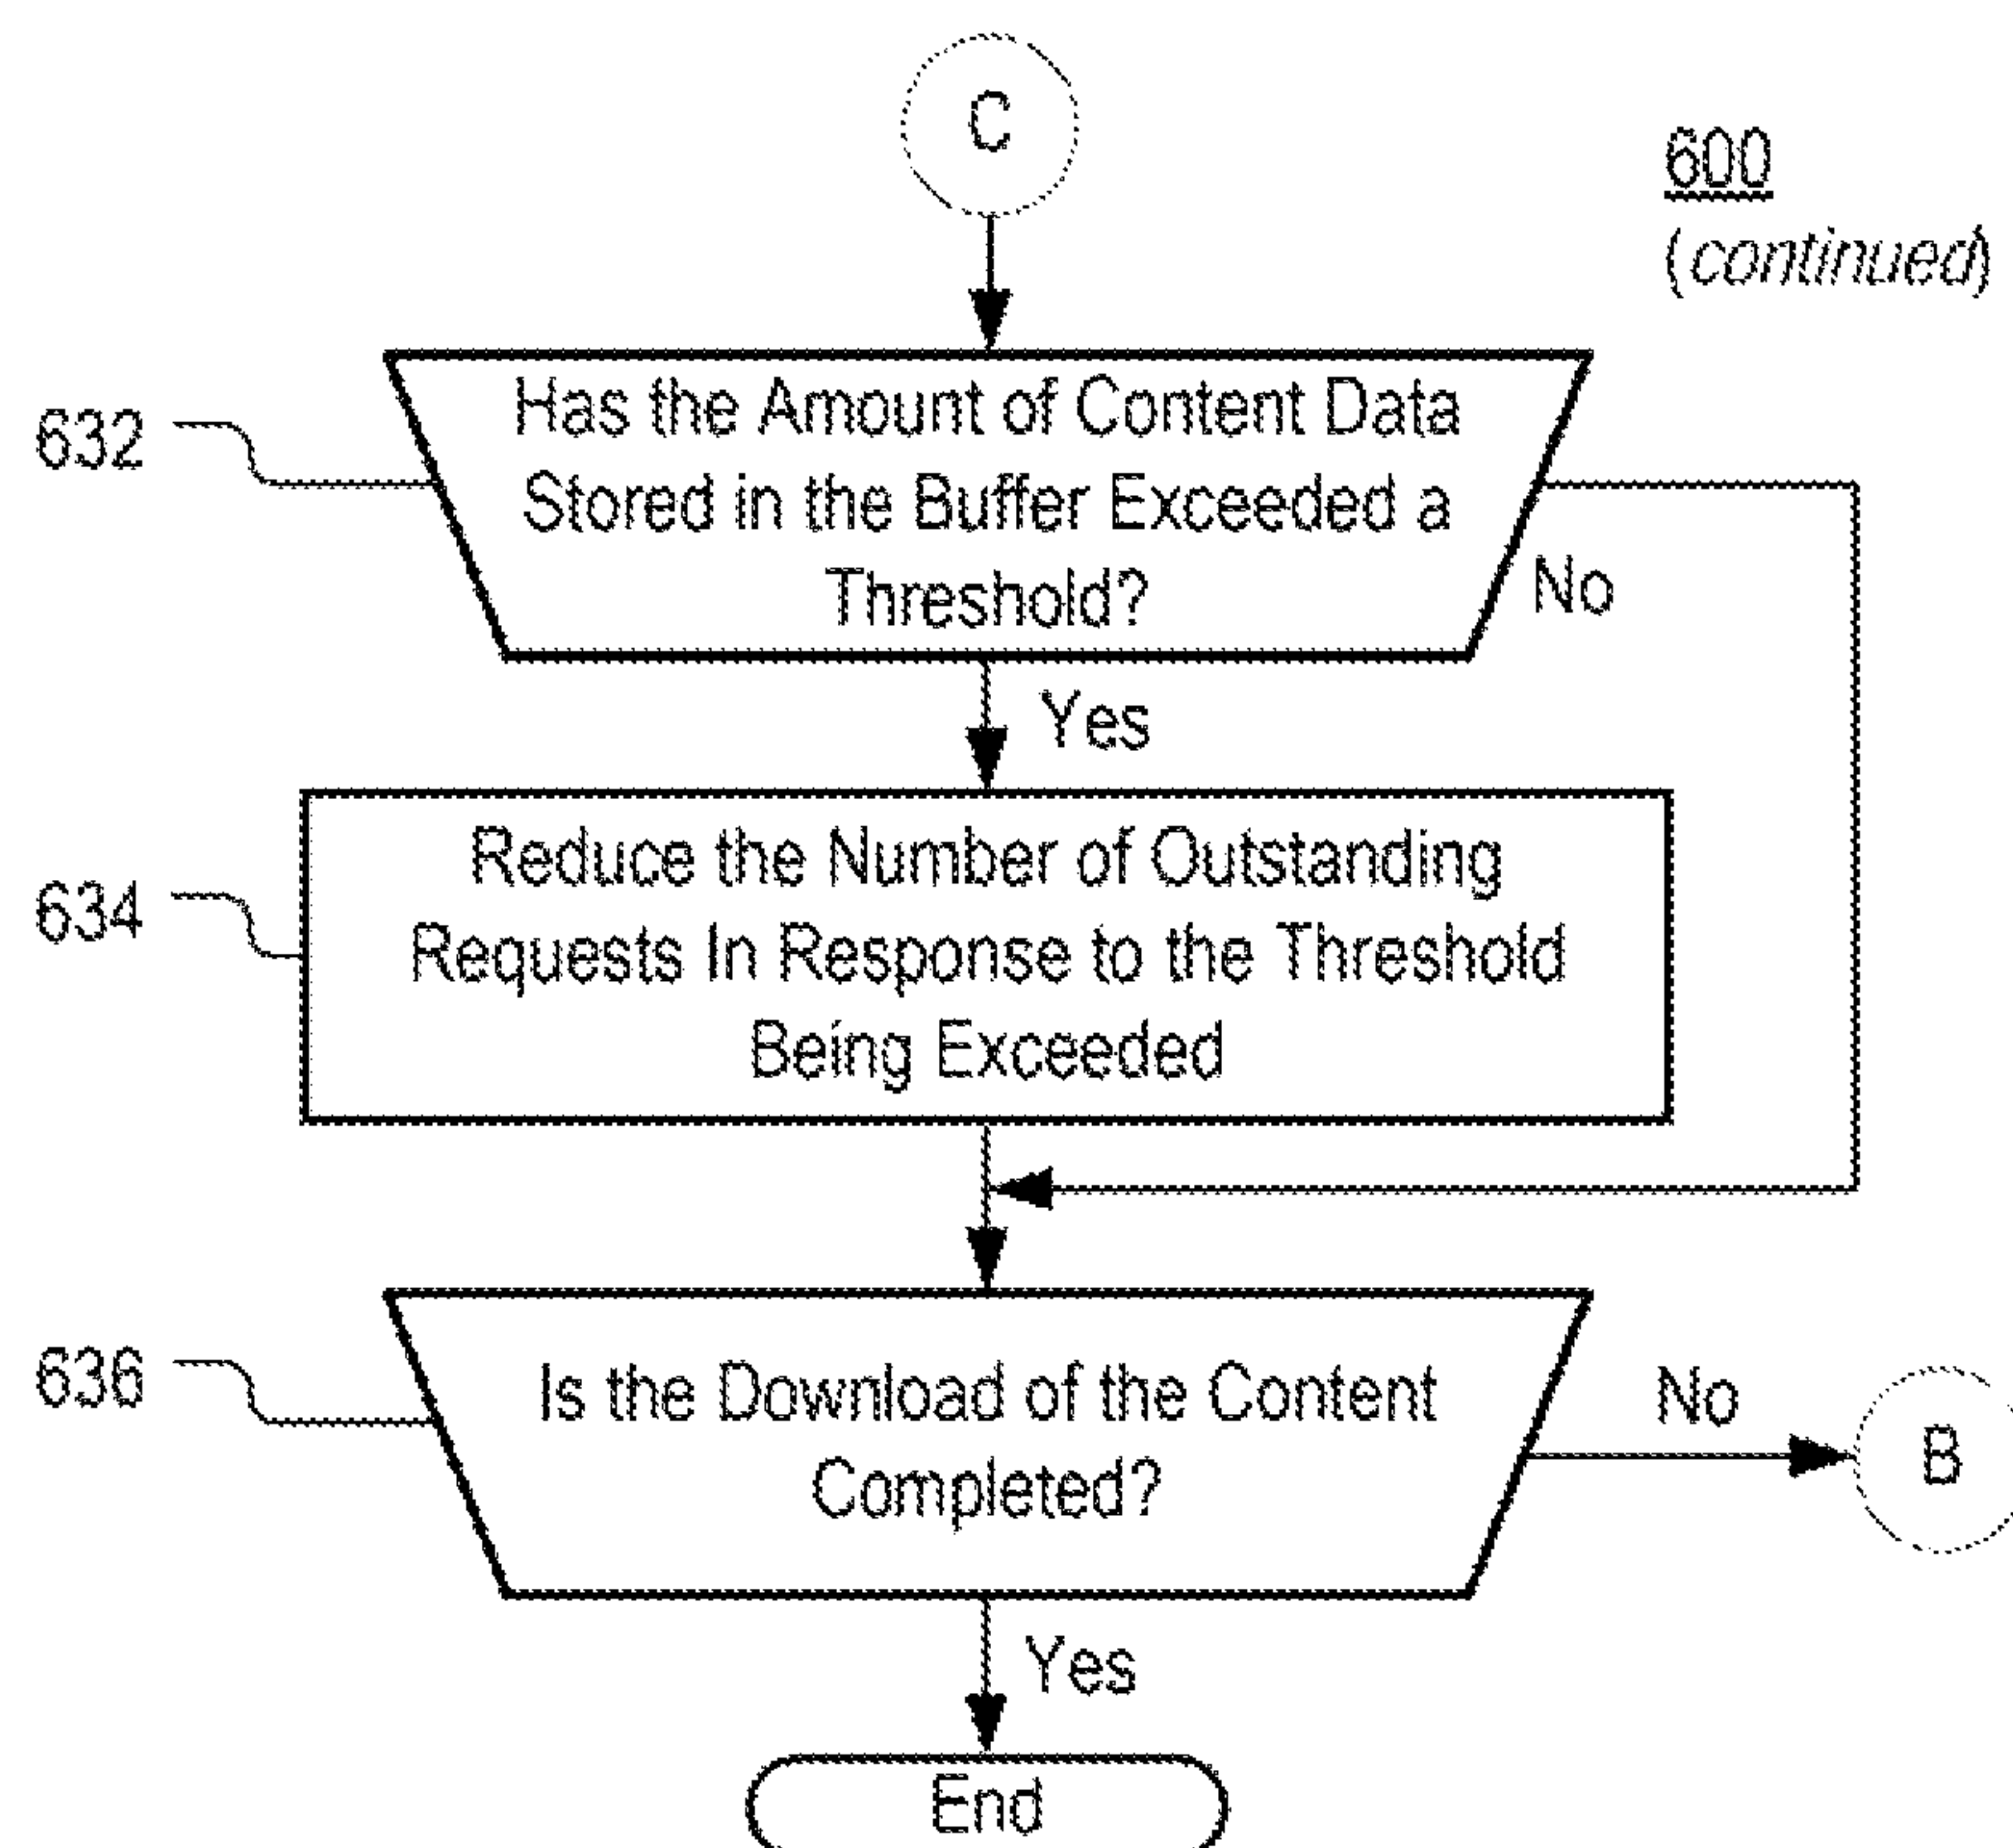 C
600
(continued)
632
Has the Amount of Content Data
Stored in the Buffer Exceeded a
Threshold?
No
Yes
634
Reduce the Number of Outstanding
Requests In Response to the Threshold
Being Exceeded
636
Is the Download of the Content
Completed?
No
B
Yes
End